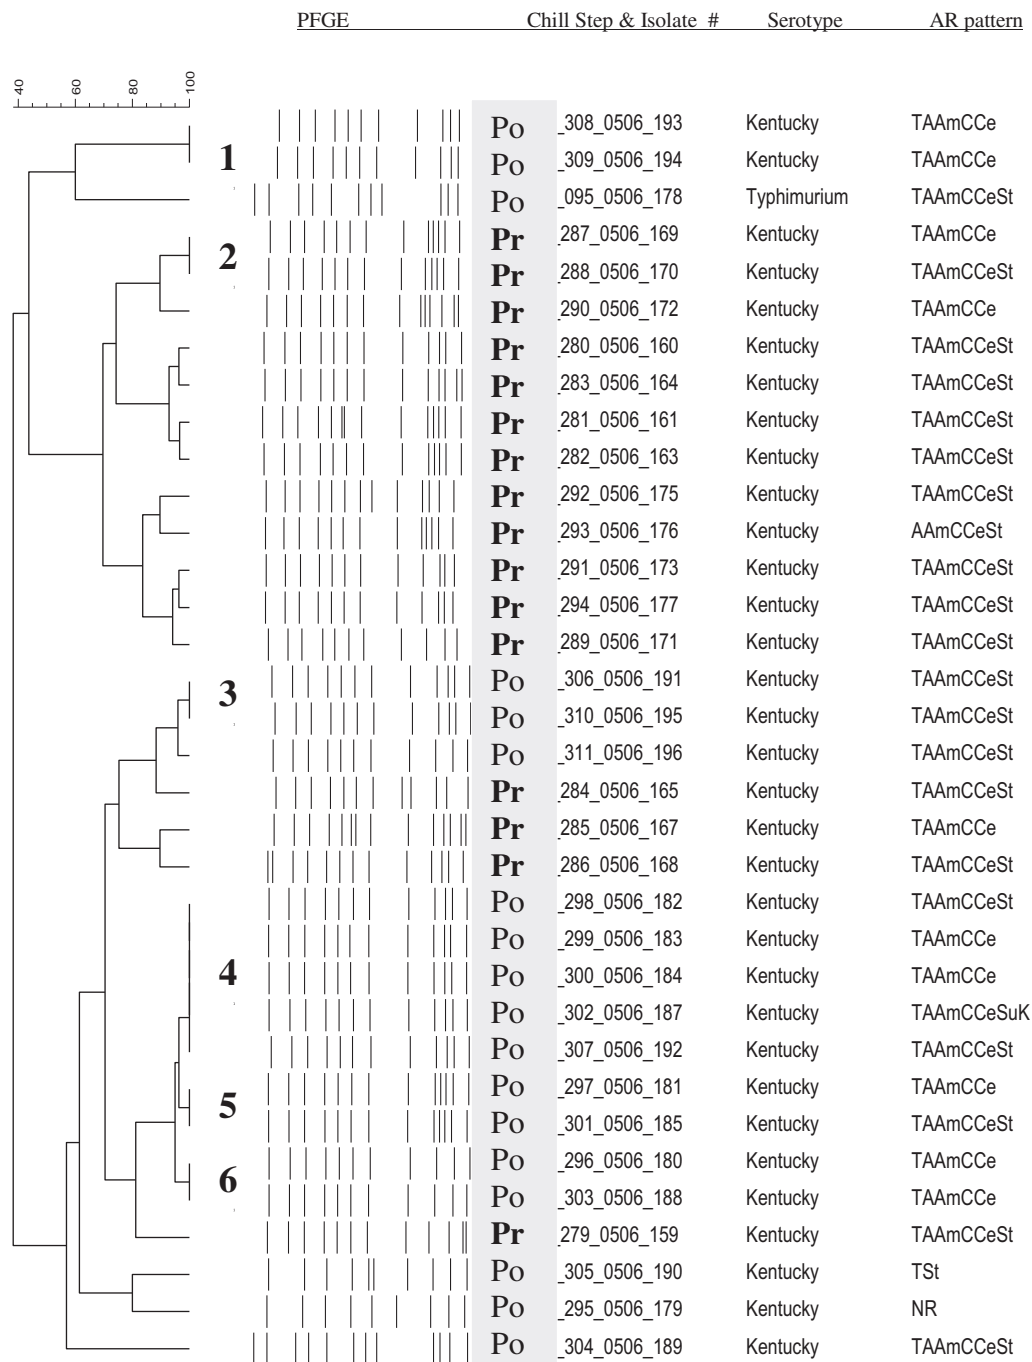 PFGE Chill Step & Isolate # Serotype AR pattern
40 60 80 100
Po _308_0506_193 Kentucky TAAmCCe
1 Po _309_0506_194 Kentucky TAAmCCe
Po _095_0506_178 Typhimurium TAAmCCeSt
Pr _287_0506_169 Kentucky TAAmCCe
2 Pr _288_0506_170 Kentucky TAAmCCeSt
Pr _290_0506_172 Kentucky TAAmCCe
Pr _280_0506_160 Kentucky TAAmCCeSt
Pr _283_0506_164 Kentucky TAAmCCeSt
Pr _281_0506_161 Kentucky TAAmCCeSt
Pr _282_0506_163 Kentucky TAAmCCeSt
Pr _292_0506_175 Kentucky TAAmCCeSt
Pr _293_0506_176 Kentucky AAmCCeSt
Pr _291_0506_173 Kentucky TAAmCCeSt
Pr _294_0506_177 Kentucky TAAmCCeSt
Pr _289_0506_171 Kentucky TAAmCCeSt
3 Po _306_0506_191 Kentucky TAAmCCeSt
Po _310_0506_195 Kentucky TAAmCCeSt
Po _311_0506_196 Kentucky TAAmCCeSt
Pr _284_0506_165 Kentucky TAAmCCeSt
Pr _285_0506_167 Kentucky TAAmCCe
Pr _286_0506_168 Kentucky TAAmCCeSt
Po _298_0506_182 Kentucky TAAmCCeSt
Po _299_0506_183 Kentucky TAAmCCe
4 Po _300_0506_184 Kentucky TAAmCCe
Po _302_0506_187 Kentucky TAAmCCeSuK
Po _307_0506_192 Kentucky TAAmCCeSt
Po _297_0506_181 Kentucky TAAmCCe
5 Po _301_0506_185 Kentucky TAAmCCeSt
Po _296_0506_180 Kentucky TAAmCCe
6 Po _303_0506_188 Kentucky TAAmCCe
Pr _279_0506_159 Kentucky TAAmCCeSt
Po _305_0506_190 Kentucky TSt
Po _295_0506_179 Kentucky NR
Po _304_0506_189 Kentucky TAAmCCeSt